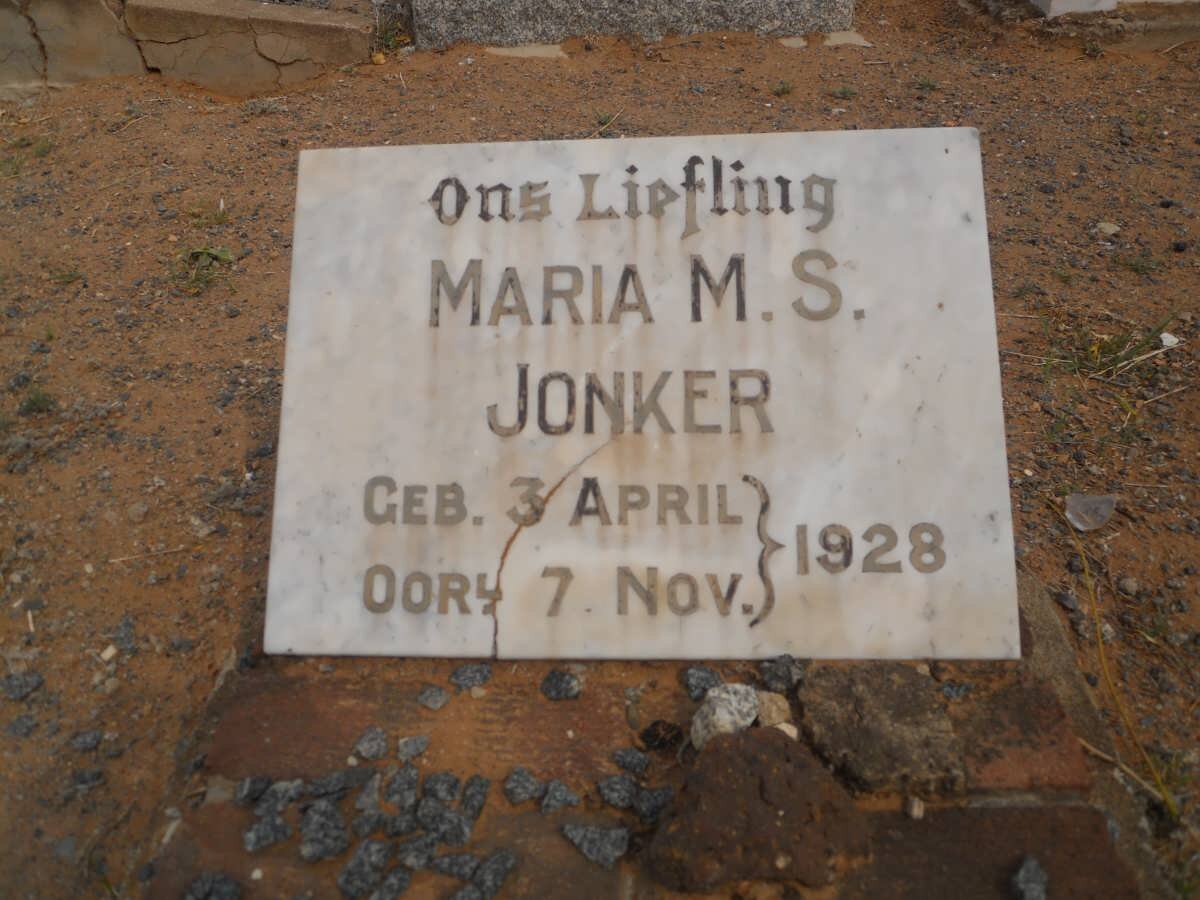 Ons Liefling
MARIA M. S.
JONKER
GEB. 3 APRIL
OORL. 7 NOV. } 1928